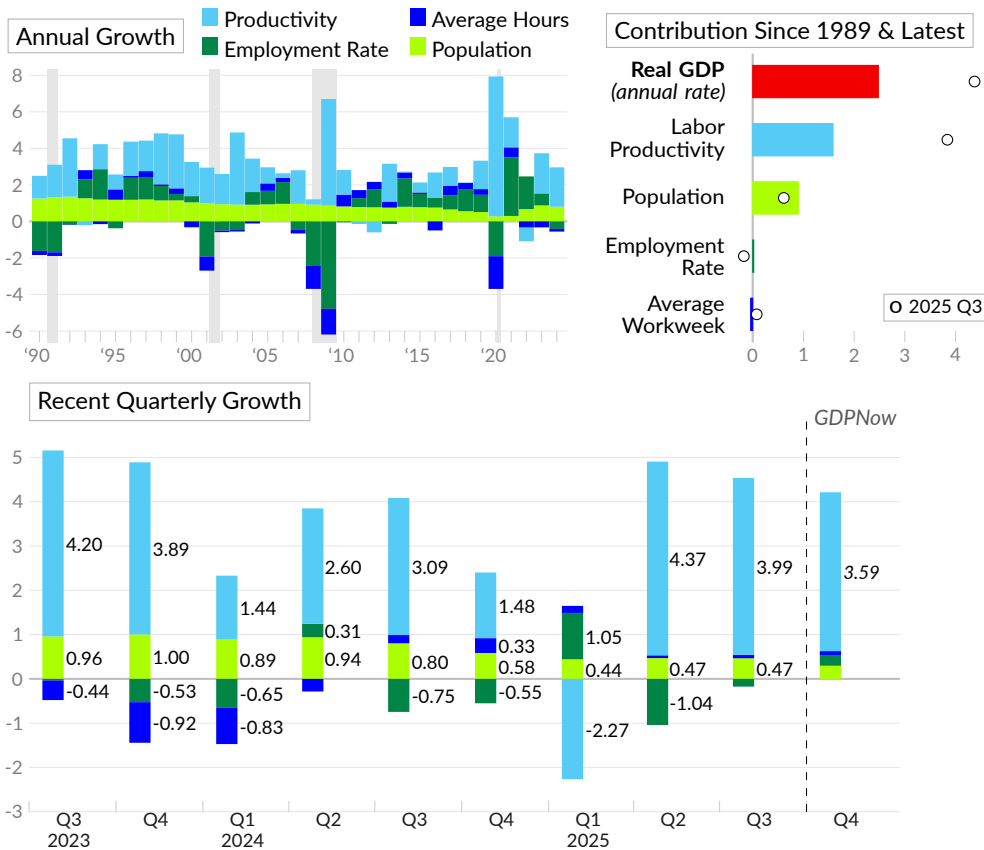 Annual Growth
Productivity
Average Hours
Employment Rate
Population
8
6
4
2
0
-2
-4
-6
'90
'95
'00
'05
'10
'15
'20
Contribution Since 1989 & Latest
Real GDP
(annual rate)
Labor
Productivity
Population
Employment
Rate
Average
Workweek
2025 Q3
0
1
2
3
4
Recent Quarterly Growth
GDPNow
5
4
3
2
1
0
-1
-2
-3
4.20
0.96
-0.44
3.89
1.00
-0.53
-0.92
1.44
0.89
-0.65
-0.83
2.60
0.31
0.94
3.09
0.80
-0.75
1.48
0.33
0.58
-0.55
1.05
0.44
-2.27
4.37
0.47
-1.04
3.99
0.47
3.59
Q3
2023
Q4
Q1
2024
Q2
Q3
Q4
Q1
2025
Q2
Q3
Q4